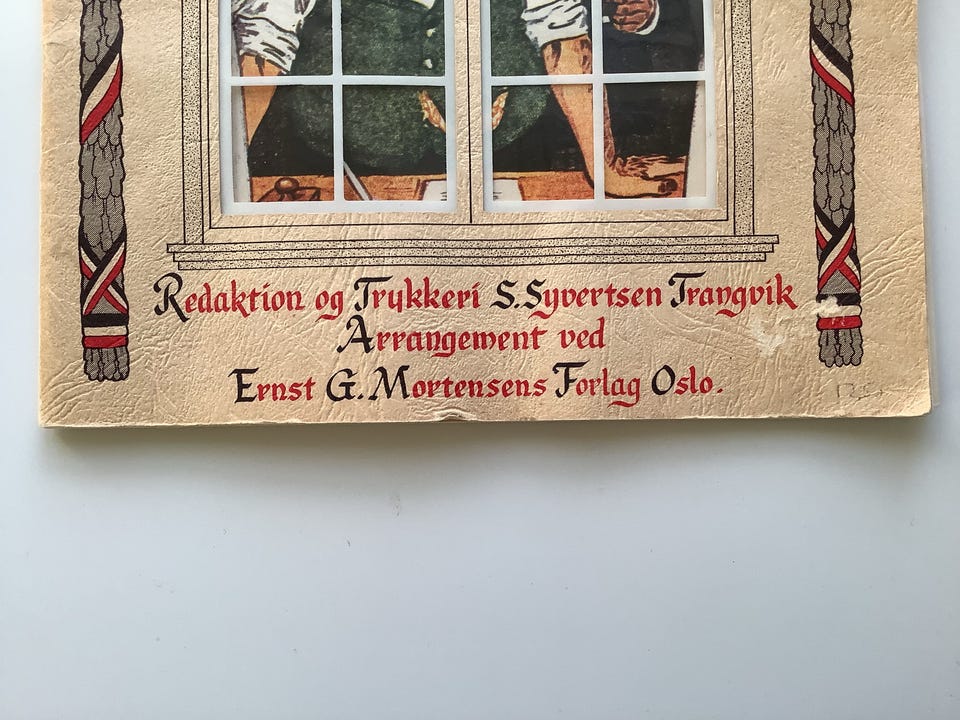 Redaktion og Trykkeri S. Syvertsen Trangvik
Arrangement ved
Ernst G. Mortensens Forlag Oslo.